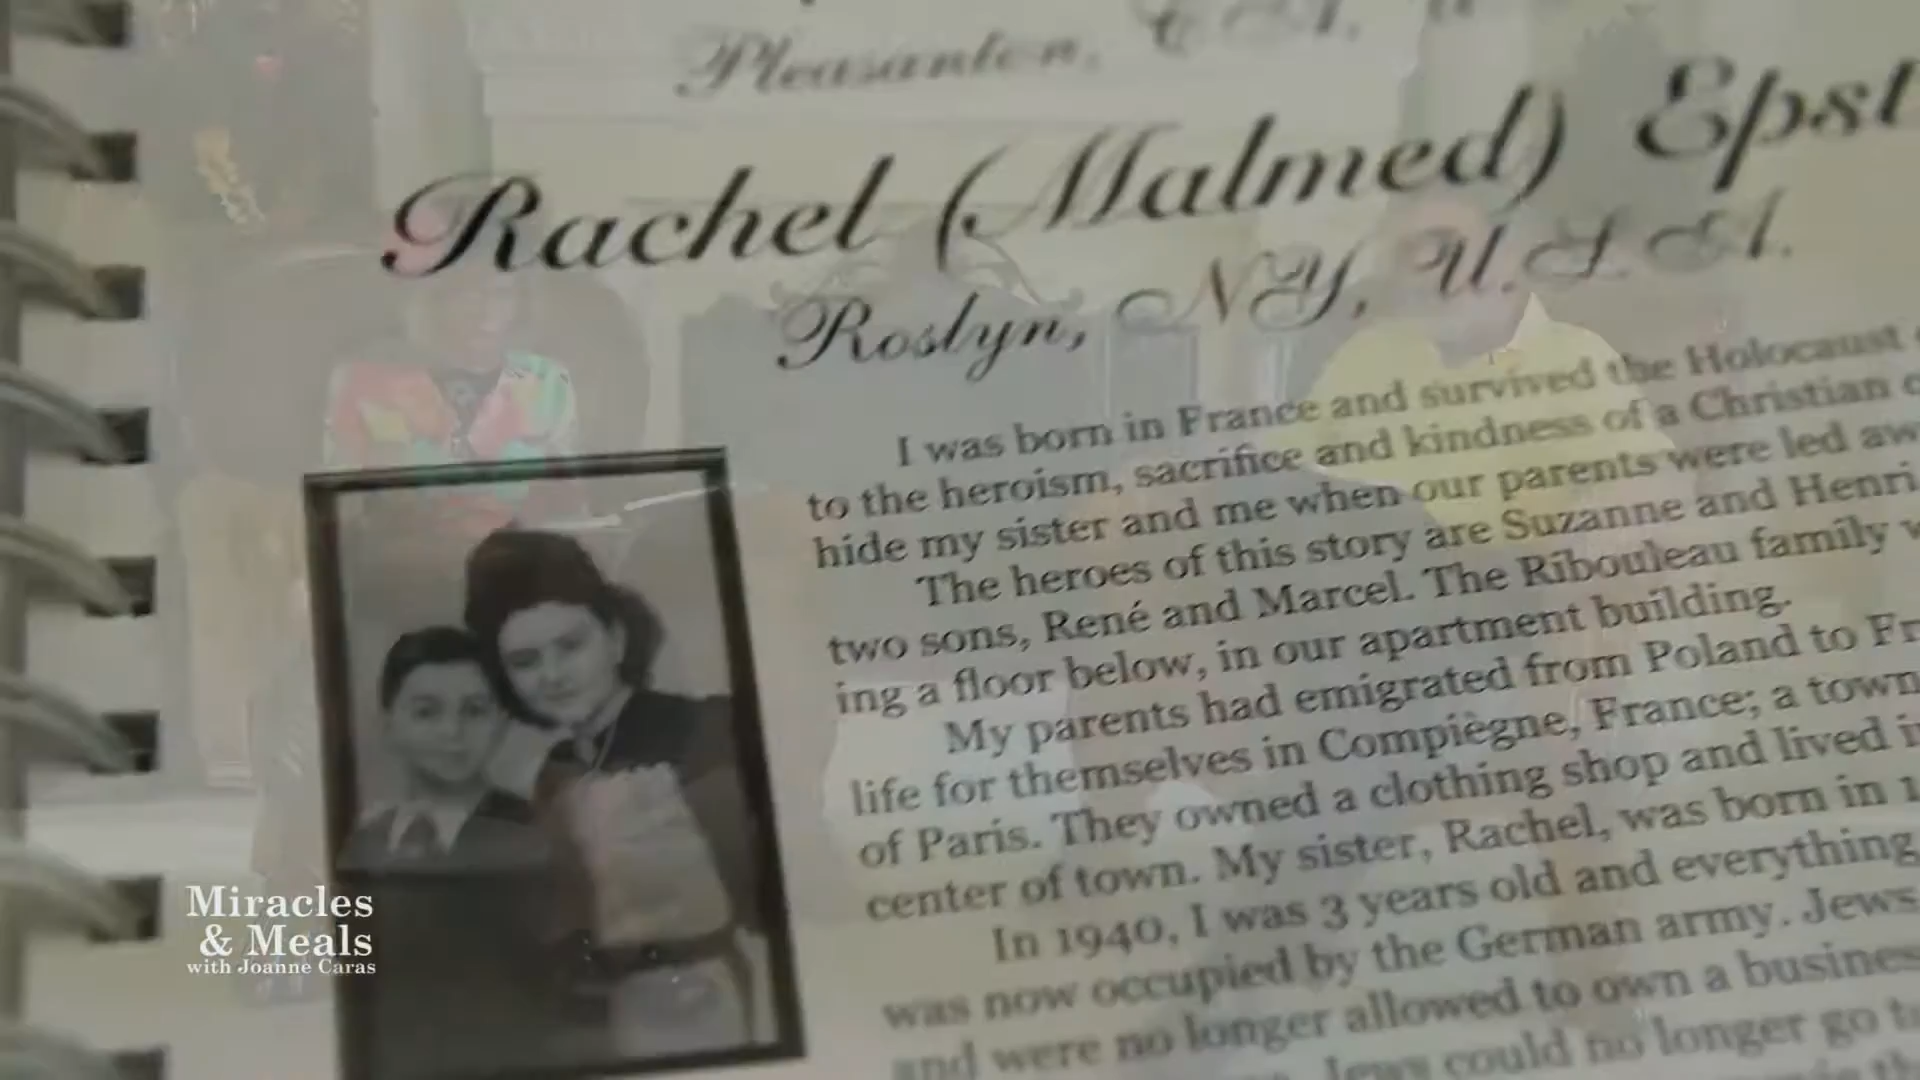 Pleasanton, CA,
Rachel (Malmed) Epst
Roslyn, NY, U.S.A.
I was born in France and survived the Holocaust
to the heroism, sacrifice and kindness of a Christian
hide my sister and me when our parents were led aw
The heroes of this story are Suzanne and Henri
two sons, René and Marcel. The Ribouleau family w
ing a floor below, in our apartment building.
My parents had emigrated from Poland to Fr
life for themselves in Compiègne, France; a town
of Paris. They owned a clothing shop and lived i
center of town. My sister, Rachel, was born in 1
In 1940, I was 3 years old and everything
was now occupied by the German army. Jews
and were no longer allowed to own a business
Jews could no longer go to
Miracles
& Meals
with Joanne Caras